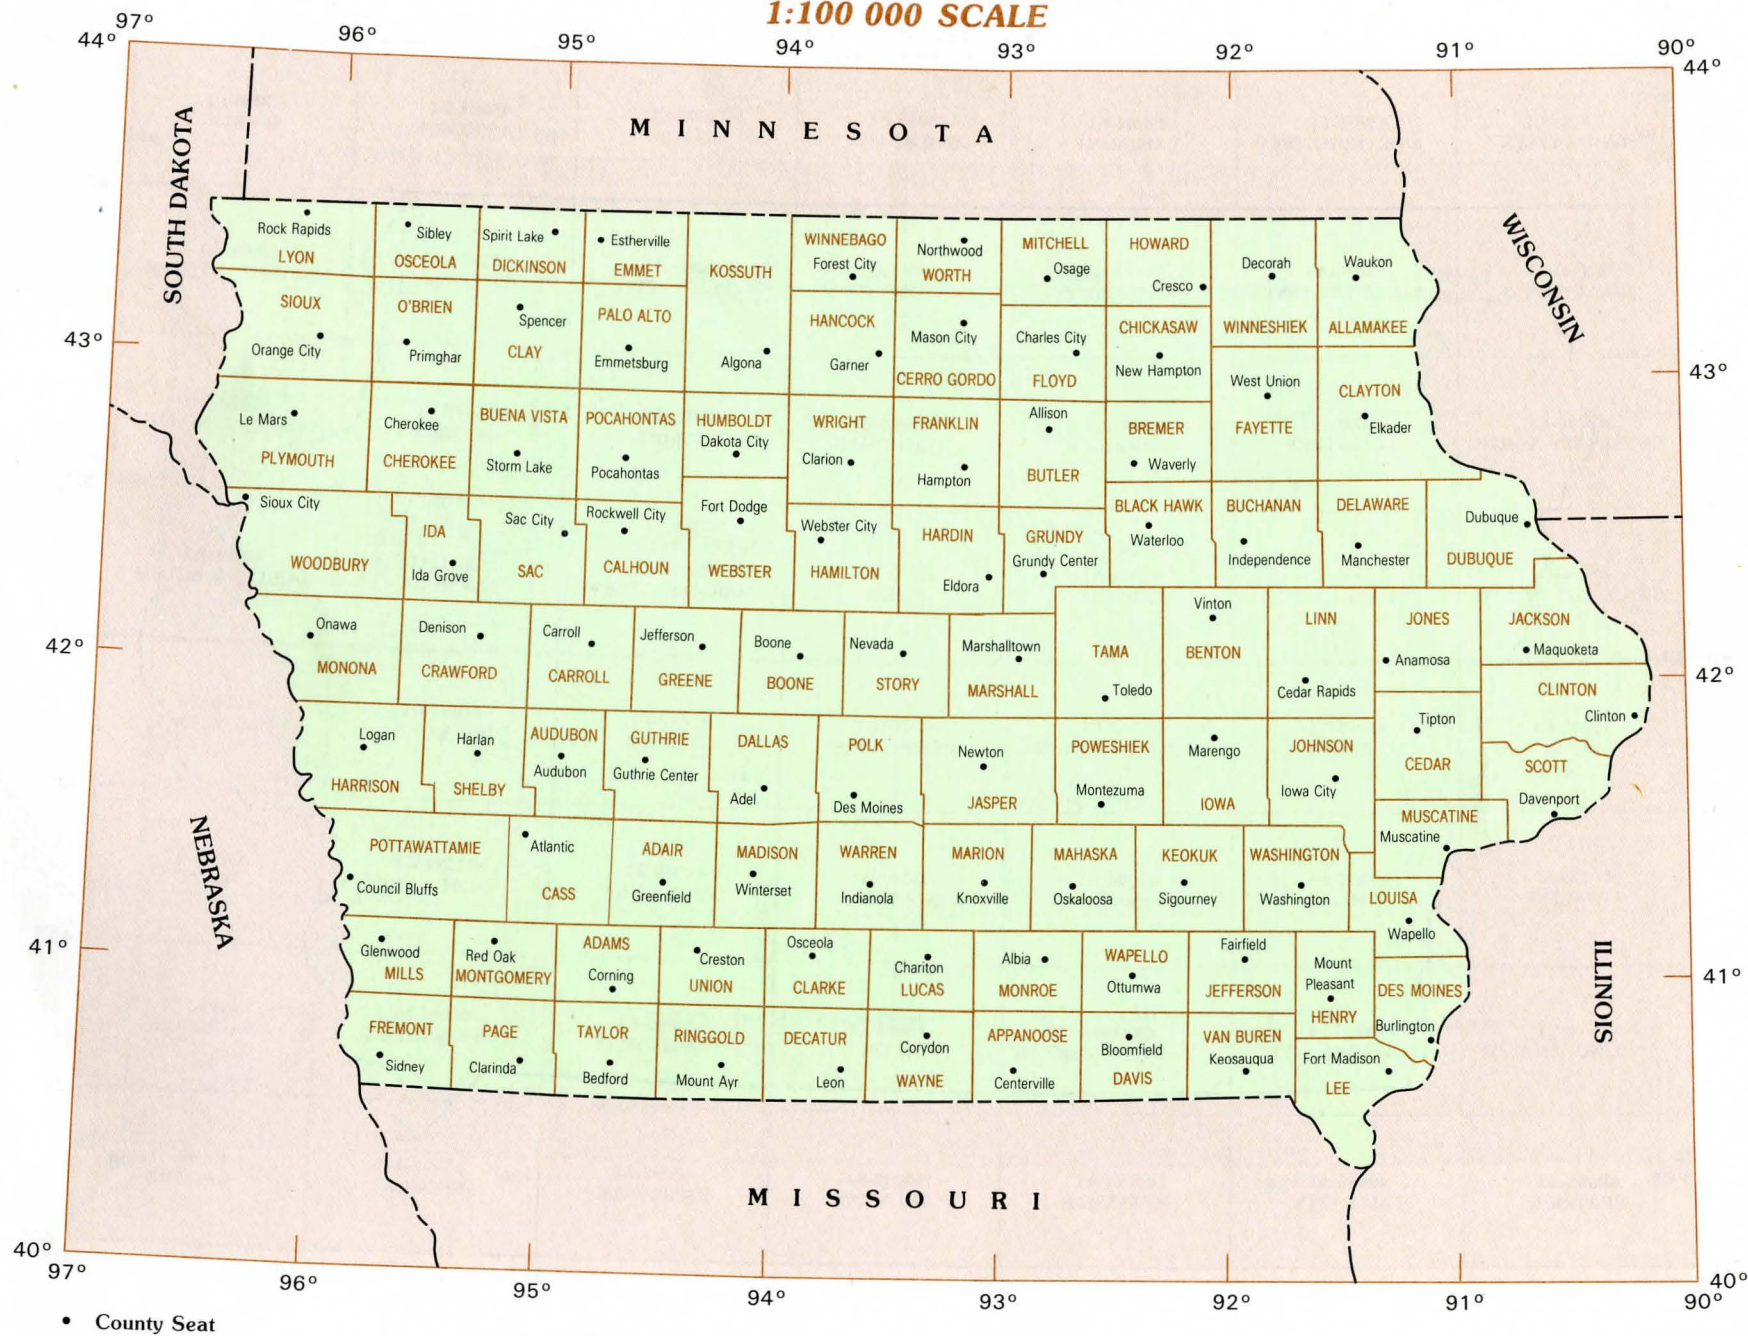 1:100 000 SCALE
97° 96° 95° 94° 93° 92° 91° 90°
44° 44°
MINNESOTA
SOUTH DAKOTA
WISCONSIN
Rock Rapids
LYON
Sibley
OSCEOLA
Spirit Lake
DICKINSON
Estherville
EMMET
KOSSUTH
Algona
WINNEBAGO
Forest City
Northwood
WORTH
MITCHELL
Osage
HOWARD
Cresco
Decorah
WINNESHIEK
Waukon
ALLAMAKEE
SIOUX
Orange City
O'BRIEN
Primghar
Spencer
CLAY
PALO ALTO
Emmetsburg
HANCOCK
Garner
Mason City
CERRO GORDO
Charles City
FLOYD
CHICKASAW
New Hampton
43° 43°
Le Mars
PLYMOUTH
Cherokee
CHEROKEE
BUENA VISTA
Storm Lake
POCAHONTAS
Pocahontas
HUMBOLDT
Dakota City
WRIGHT
Clarion
FRANKLIN
Hampton
Allison
BUTLER
BREMER
Waverly
West Union
FAYETTE
CLAYTON
Elkader
Sioux City
WOODBURY
IDA
Ida Grove
Sac City
SAC
Rockwell City
CALHOUN
Fort Dodge
WEBSTER
Webster City
HAMILTON
HARDIN
Eldora
GRUNDY
Grundy Center
BLACK HAWK
Waterloo
BUCHANAN
Independence
DELAWARE
Manchester
Dubuque
DUBUQUE
42° 42°
Onawa
MONONA
Denison
CRAWFORD
Carroll
CARROLL
Jefferson
GREENE
Boone
BOONE
Nevada
STORY
Marshalltown
MARSHALL
TAMA
Toledo
Vinton
BENTON
LINN
Cedar Rapids
JONES
Anamosa
JACKSON
Maquoketa
CLINTON
Clinton
Logan
HARRISON
Harlan
SHELBY
AUDUBON
Audubon
GUTHRIE
Guthrie Center
DALLAS
Adel
POLK
Des Moines
Newton
JASPER
POWESHIEK
Montezuma
Marengo
IOWA
JOHNSON
Iowa City
Tipton
CEDAR
SCOTT
Davenport
MUSCATINE
Muscatine
NEBRASKA
POTTAWATTAMIE
Council Bluffs
Atlantic
CASS
ADAIR
Greenfield
MADISON
Winterset
WARREN
Indianola
MARION
Knoxville
MAHASKA
Oskaloosa
KEOKUK
Sigourney
WASHINGTON
Washington
LOUISA
Wapello
41° 41°
ILLINOIS
Glenwood
MILLS
Red Oak
MONTGOMERY
ADAMS
Corning
Creston
UNION
Osceola
CLARKE
Chariton
LUCAS
Albia
MONROE
WAPELLO
Ottumwa
Fairfield
JEFFERSON
Mount
Pleasant
HENRY
DES MOINES
Burlington
FREMONT
Sidney
PAGE
Clarinda
TAYLOR
Bedford
RINGGOLD
Mount Ayr
DECATUR
Leon
Corydon
WAYNE
APPANOOSE
Centerville
Bloomfield
DAVIS
VAN BUREN
Keosauqua
Fort Madison
LEE
MISSOURI
40° 40°
97° 96° 95° 94° 93° 92° 91° 90°
• County Seat